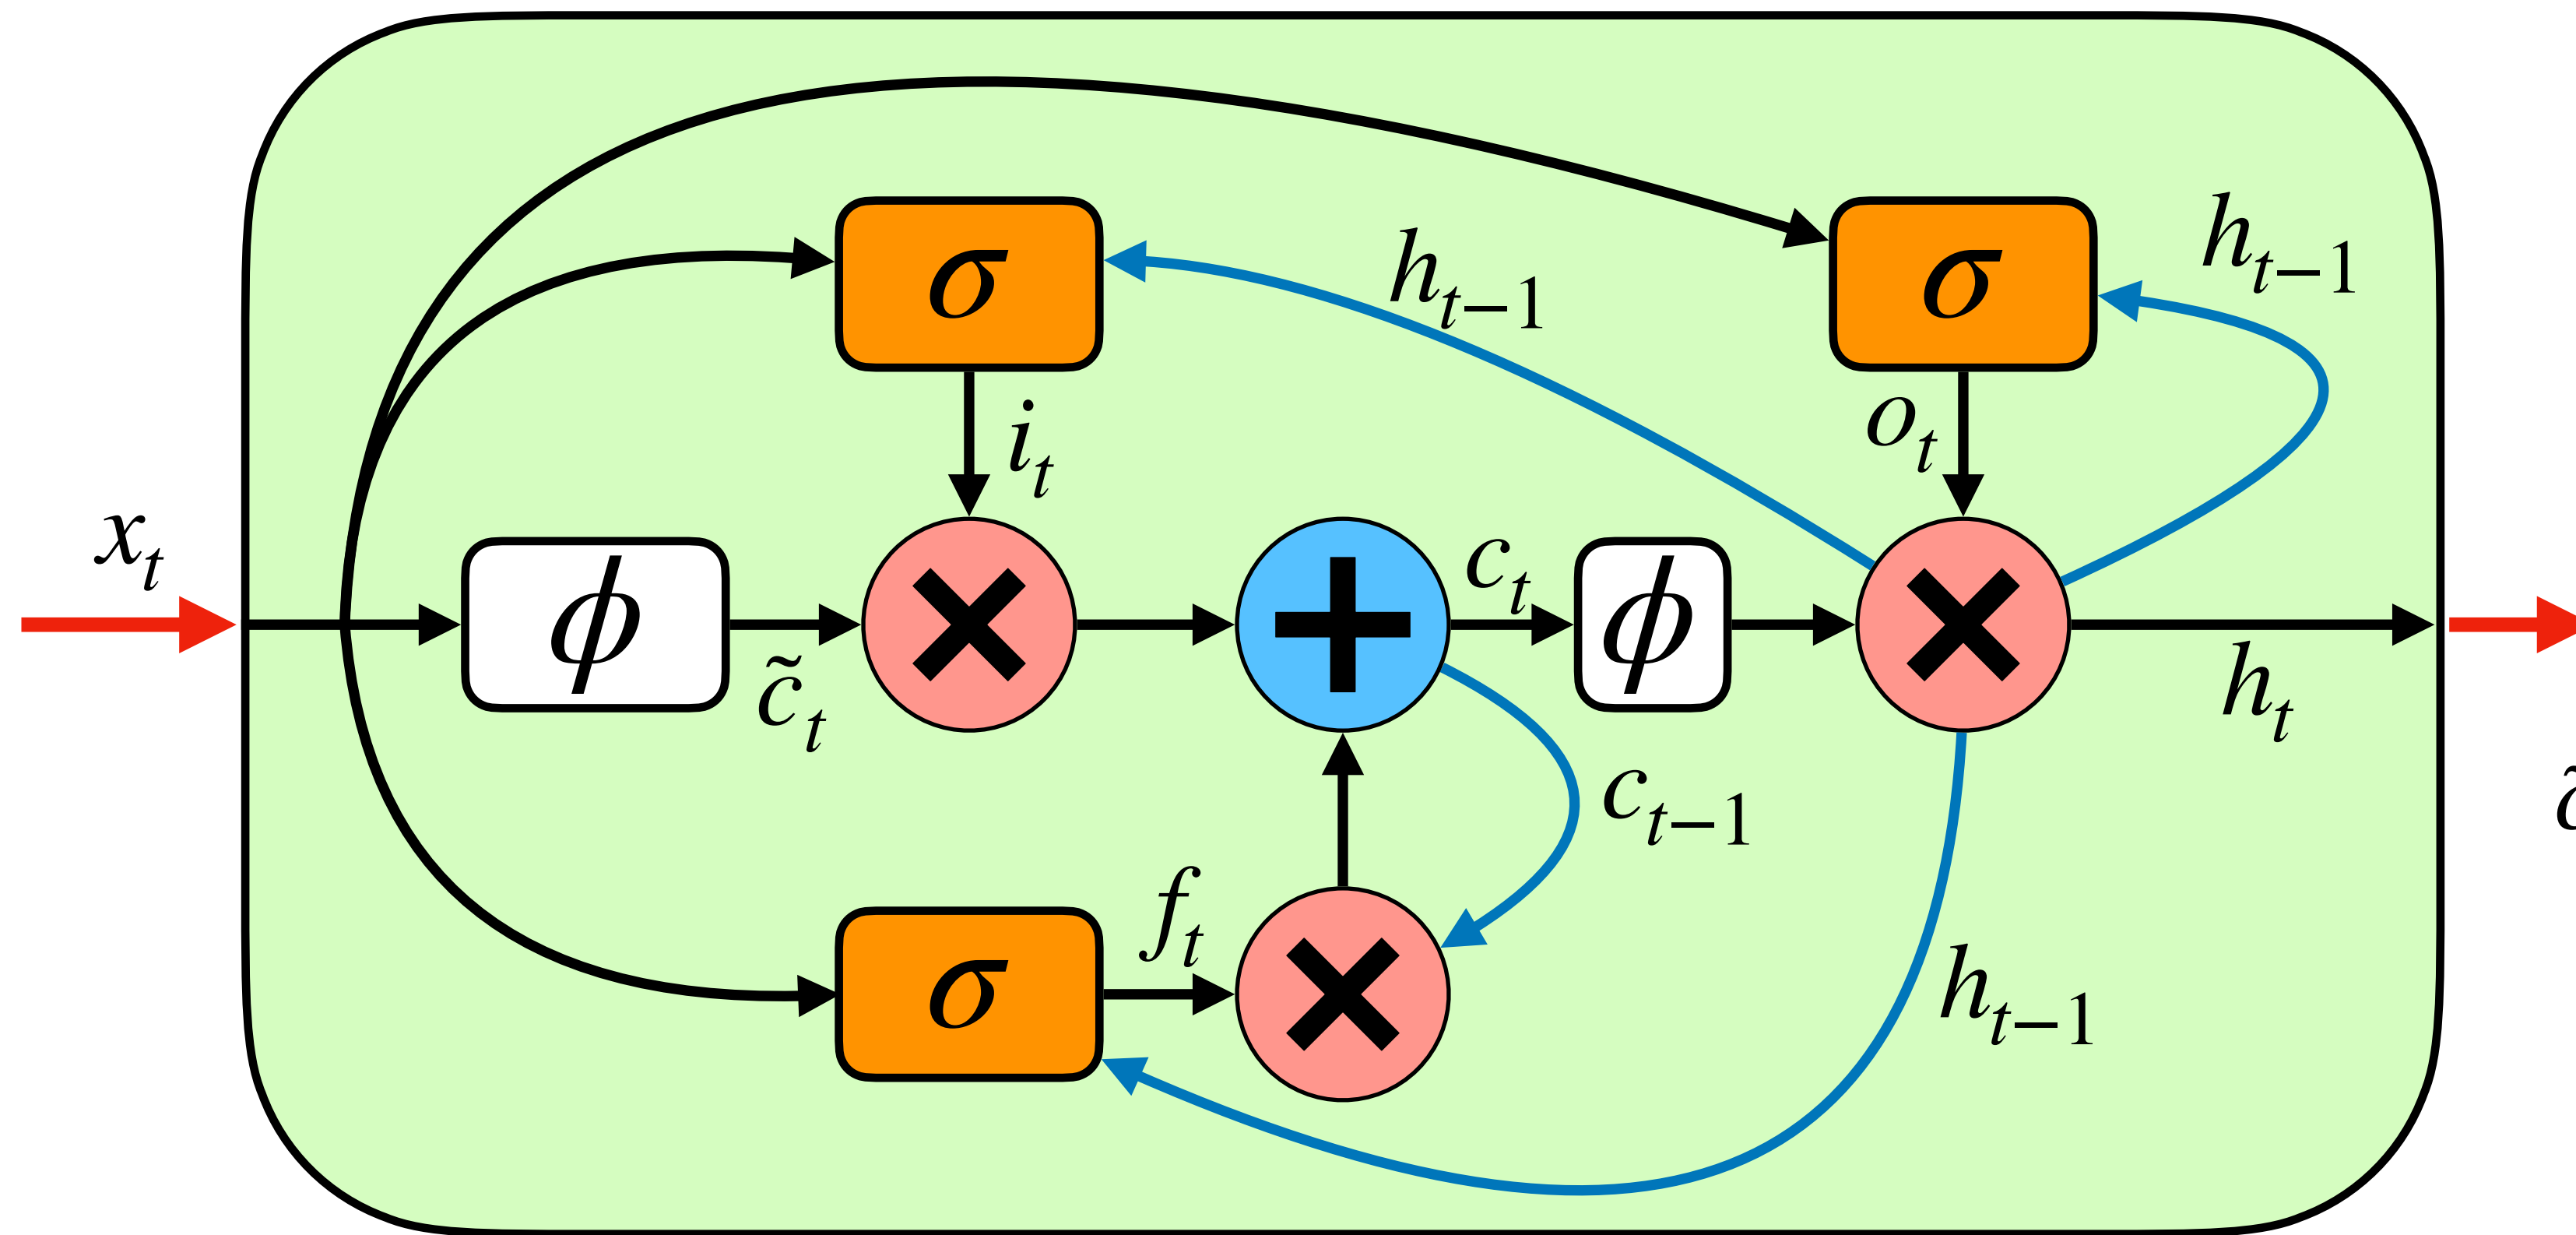 σ
σ
h_{t−1}
h_{t−1}
i_t
o_t
x_t
ϕ
×
+
c_t
ϕ
×
c̃_t
h_t
c_{t−1}
f_t
σ
×
h_{t−1}